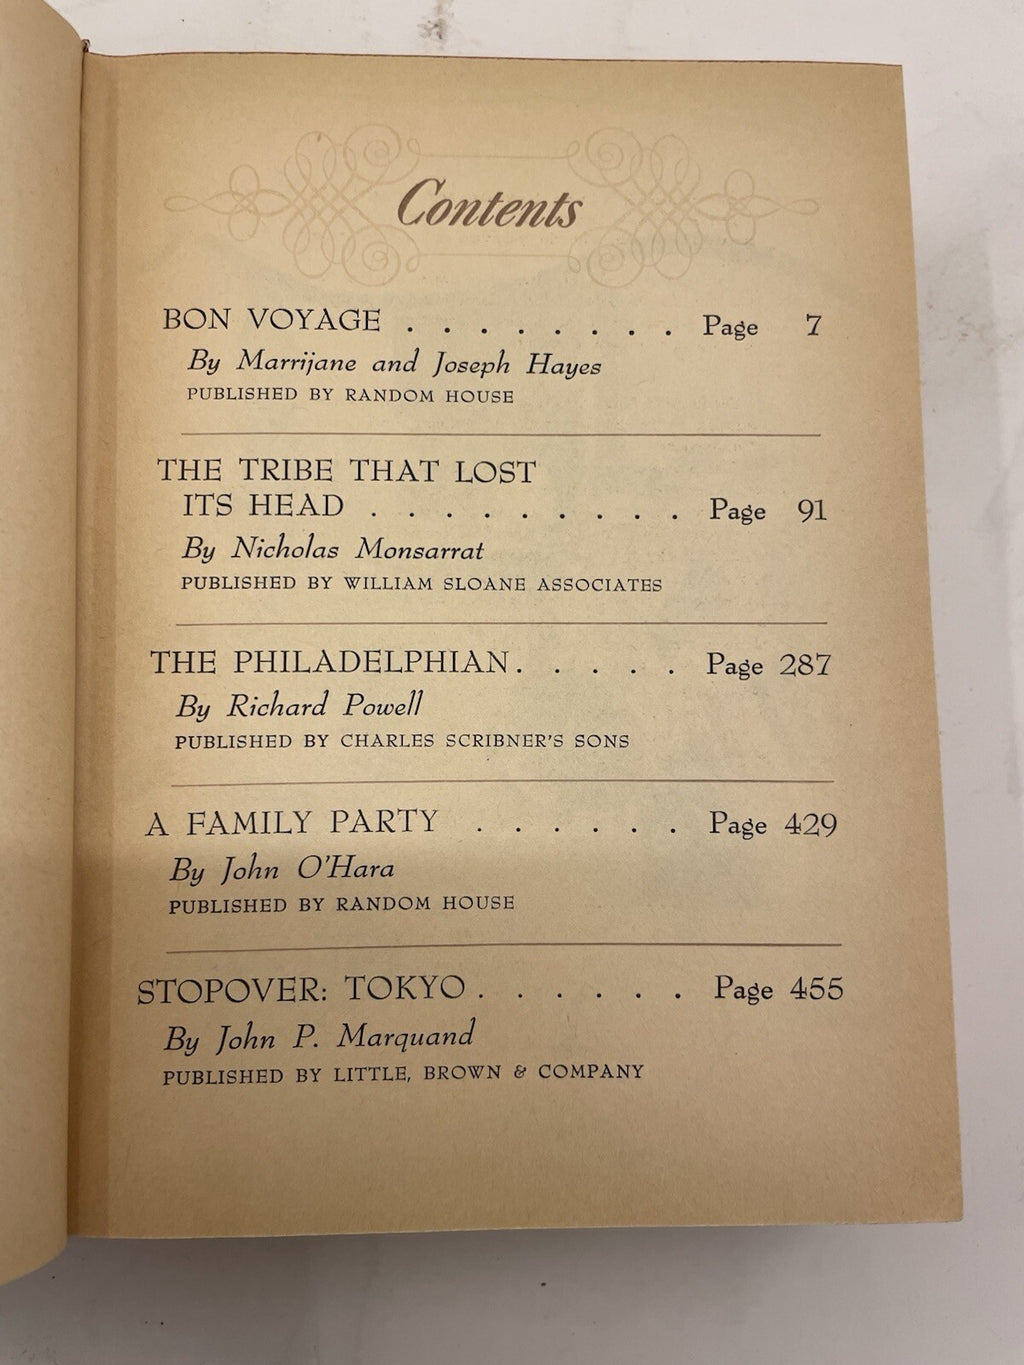 Contents
BON VOYAGE . . . . . . . . Page 7
By Marrijane and Joseph Hayes
PUBLISHED BY RANDOM HOUSE
THE TRIBE THAT LOST
ITS HEAD . . . . . . . . . Page 91
By Nicholas Monsarrat
PUBLISHED BY WILLIAM SLOANE ASSOCIATES
THE PHILADELPHIAN. . . . . Page 287
By Richard Powell
PUBLISHED BY CHARLES SCRIBNER'S SONS
A FAMILY PARTY . . . . . . Page 429
By John O'Hara
PUBLISHED BY RANDOM HOUSE
STOPOVER: TOKYO . . . . . . Page 455
By John P. Marquand
PUBLISHED BY LITTLE, BROWN & COMPANY